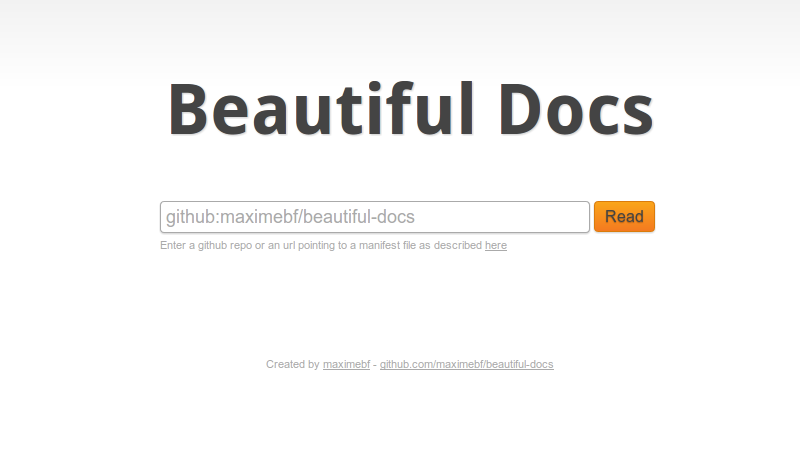 Beautiful Docs
github:maximebf/beautiful-docs Read
Enter a github repo or an url pointing to a manifest file as described here
Created by maximebf - github.com/maximebf/beautiful-docs